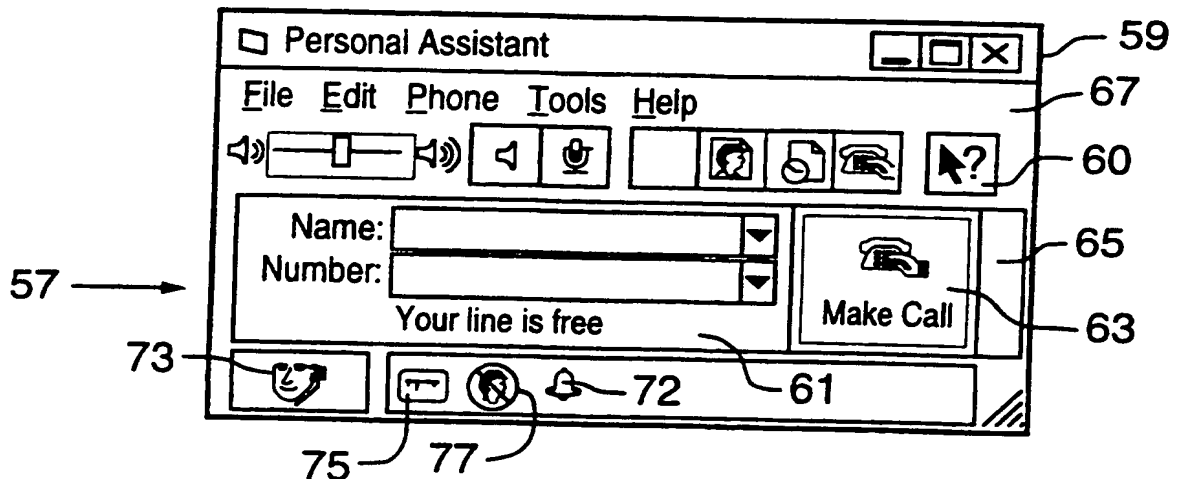 Personal Assistant
59
File Edit Phone Tools Help
67
?
60
Name:
65
Number:
57
Make Call
63
Your line is free
73
61
72
75
77